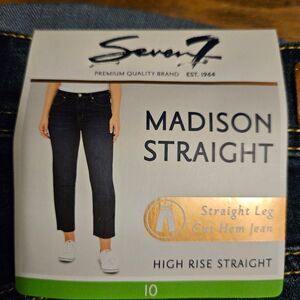 Seven7
PREMIUM QUALITY BRAND EST. 1964
MADISON
STRAIGHT
Straight Leg
Cut Hem Jean
HIGH RISE STRAIGHT
10